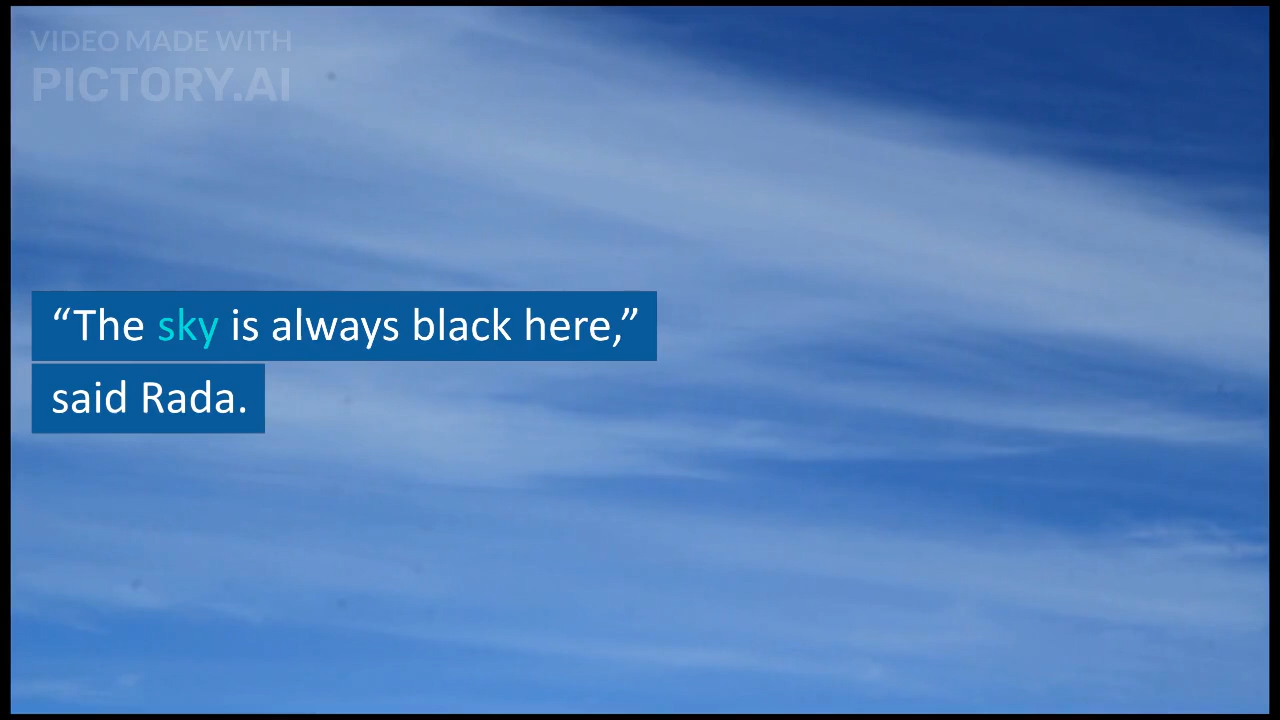 VIDEO MADE WITH
PICTORY.AI
“The sky is always black here,”
said Rada.